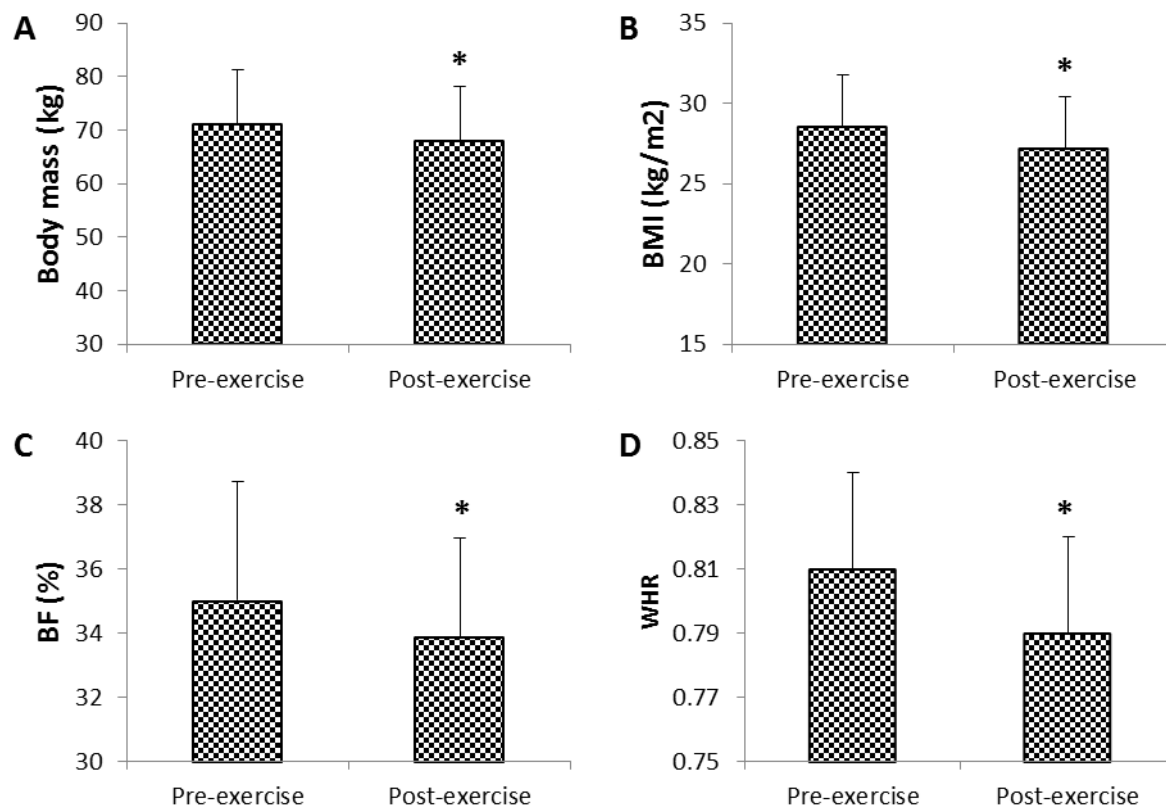 A
Body mass (kg)
90
80
70
60
50
40
30
*
Pre-exercise Post-exercise
B
BMI (kg/m2)
35
30
25
20
15
*
Pre-exercise Post-exercise
C
BF (%)
40
38
36
34
32
30
*
Pre-exercise Post-exercise
D
WHR
0.85
0.83
0.81
0.79
0.77
0.75
*
Pre-exercise Post-exercise